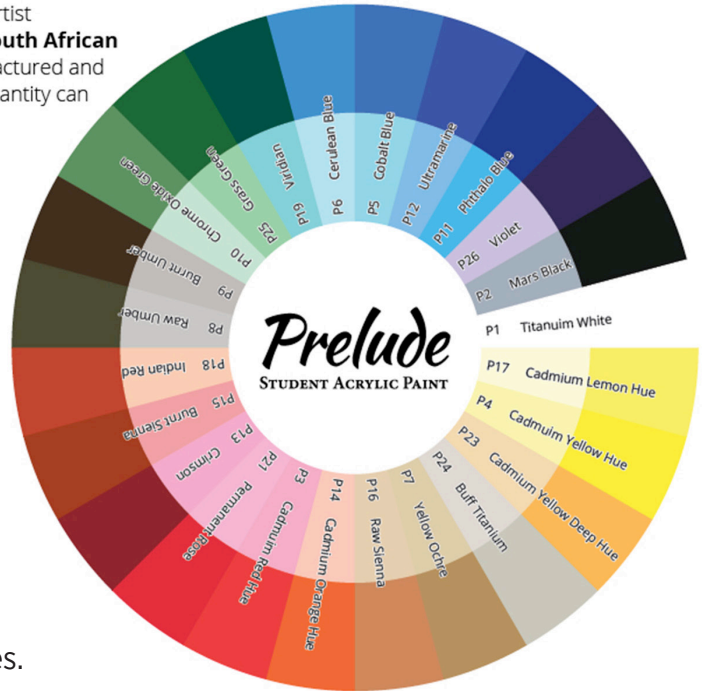 rtist
outh African
actured and
antity can
Prelude
STUDENT ACRYLIC PAINT
P1 Titanuim White
P17 Cadmium Lemon Hue
P4 Cadmuim Yellow Hue
P23 Cadmium Yellow Deep Hue
P24 Buff Titanium
P7 Yellow Ochre
P16 Raw Sienna
P14 Cadmium Orange Hue
P3 Cadmuim Red Hue
P21 Permanent Rose
P13 Crimson
P15 Burnt Sienna
P18 Indian Red
P8 Raw Umber
P9 Burnt Umber
P10 Chrome Oxide Green
P25 Grass Green
P19 Viridian
P6 Cerulean Blue
P5 Cobalt Blue
P12 Ultramarine
P11 Phthalo Blue
P26 Violet
P2 Mars Black
es.